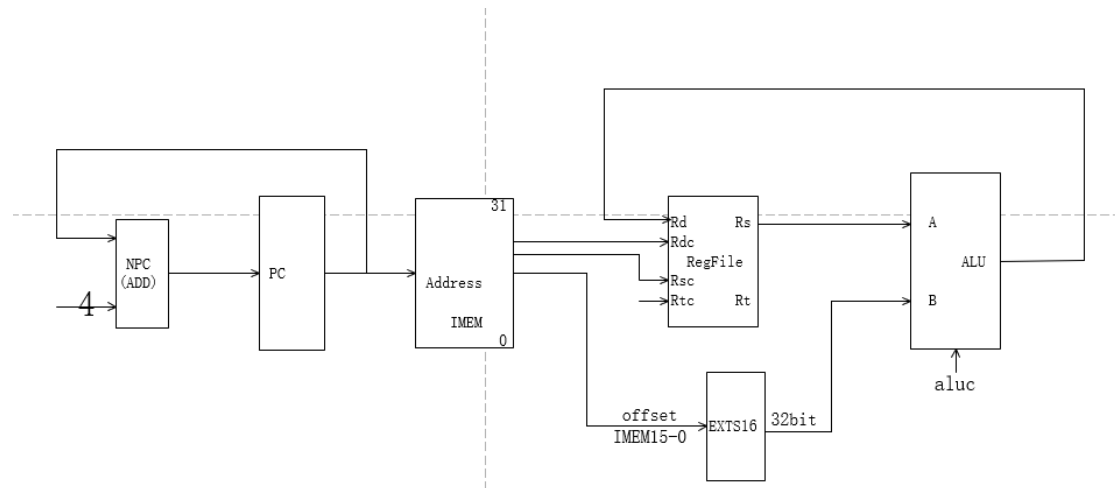 4
NPC
(ADD)
PC
31
Address
IMEM
0
Rd
Rs
Rdc
RegFile
Rsc
Rtc
Rt
A
ALU
B
aluc
offset
IMEM15-0
EXTS16
32bit